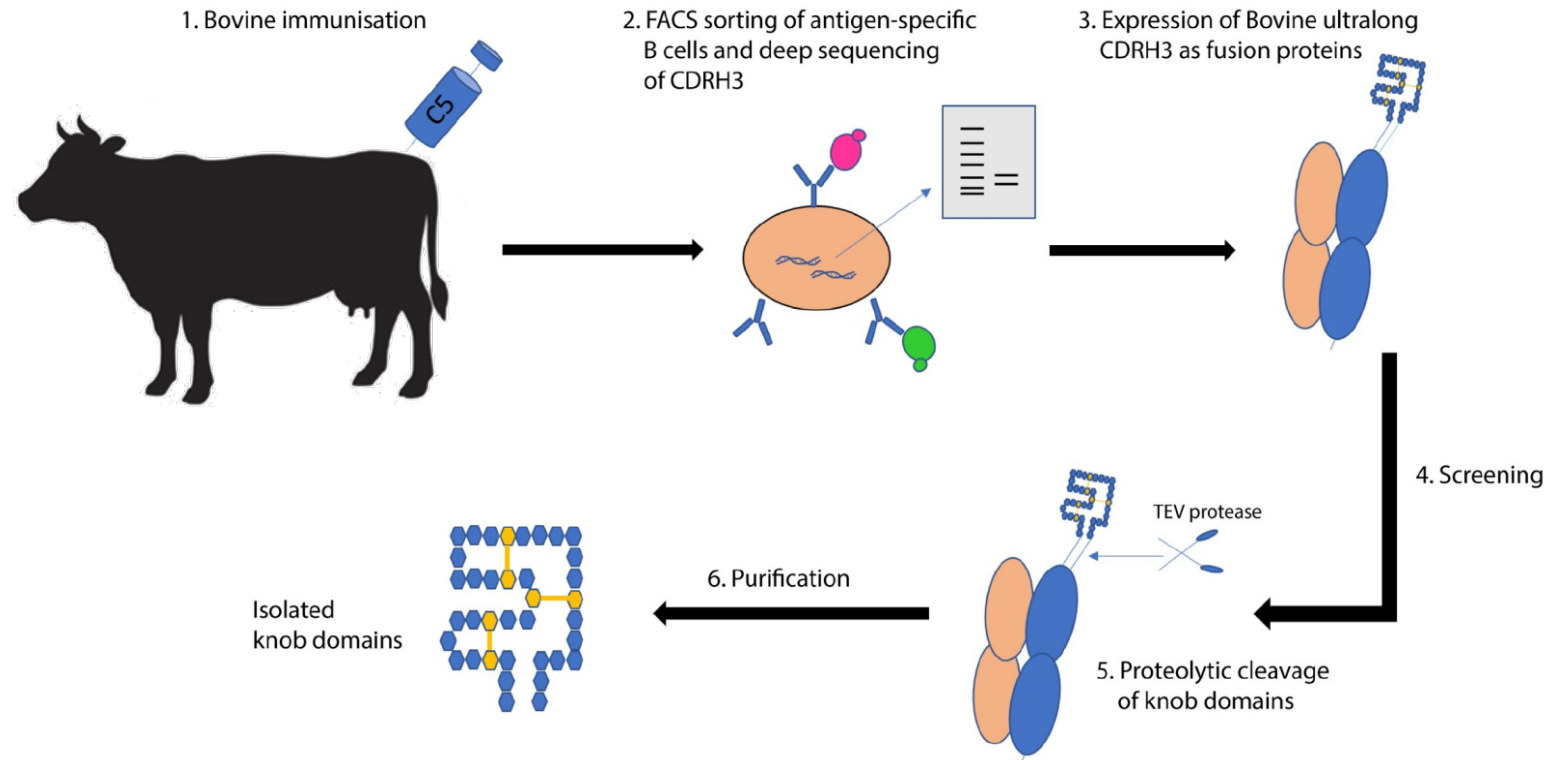 1. Bovine immunisation
C5
2. FACS sorting of antigen-specific
B cells and deep sequencing
of CDRH3
3. Expression of Bovine ultralong
CDRH3 as fusion proteins
4. Screening
TEV protease
5. Proteolytic cleavage
of knob domains
6. Purification
Isolated
knob domains